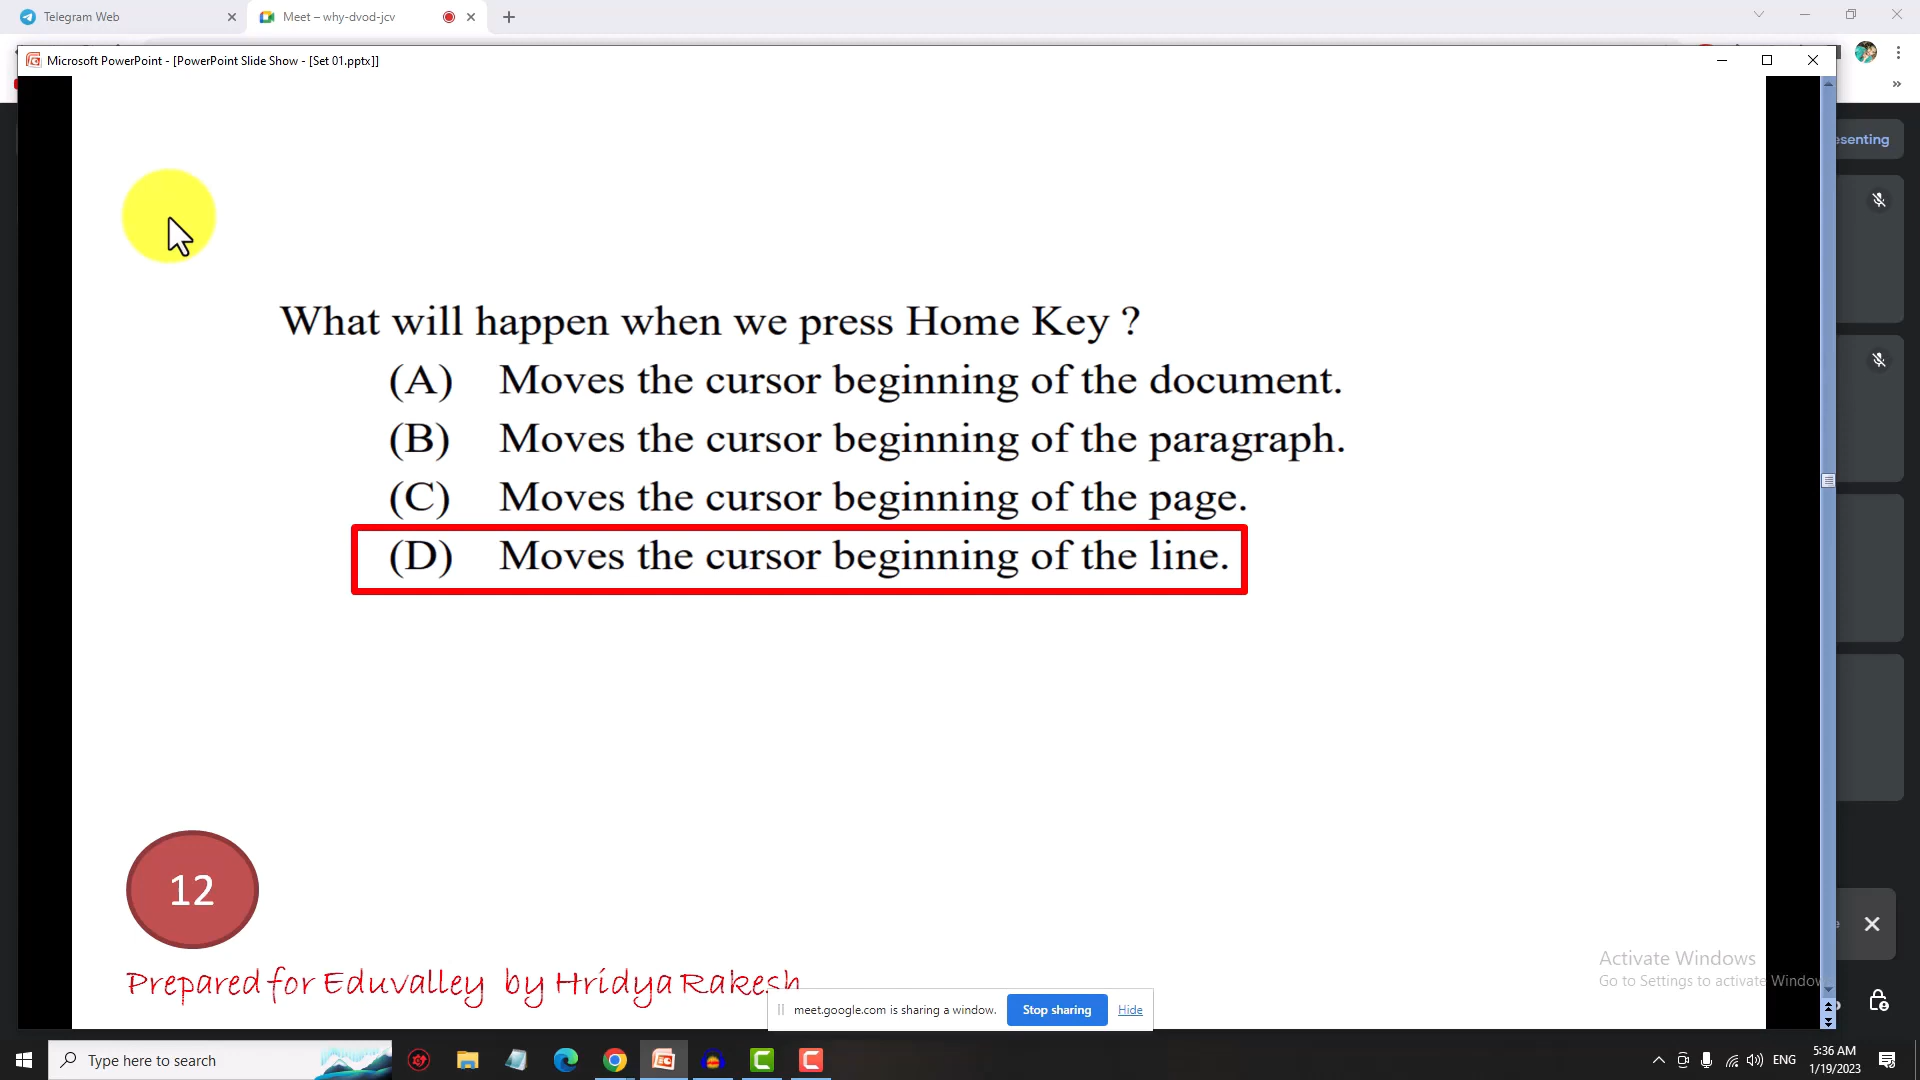 Telegram Web
Meet – why-dvod-jcv
Microsoft PowerPoint - [PowerPoint Slide Show - [Set 01.pptx]]
esenting
What will happen when we press Home Key ?
(A) Moves the cursor beginning of the document.
(B) Moves the cursor beginning of the paragraph.
(C) Moves the cursor beginning of the page.
(D) Moves the cursor beginning of the line.
12
Prepared for Eduvalley by Hridya Rakesh
Activate Windows
Go to Settings to activate Window
meet.google.com is sharing a window.
Stop sharing
Hide
Type here to search
ENG
5:36 AM
1/19/2023